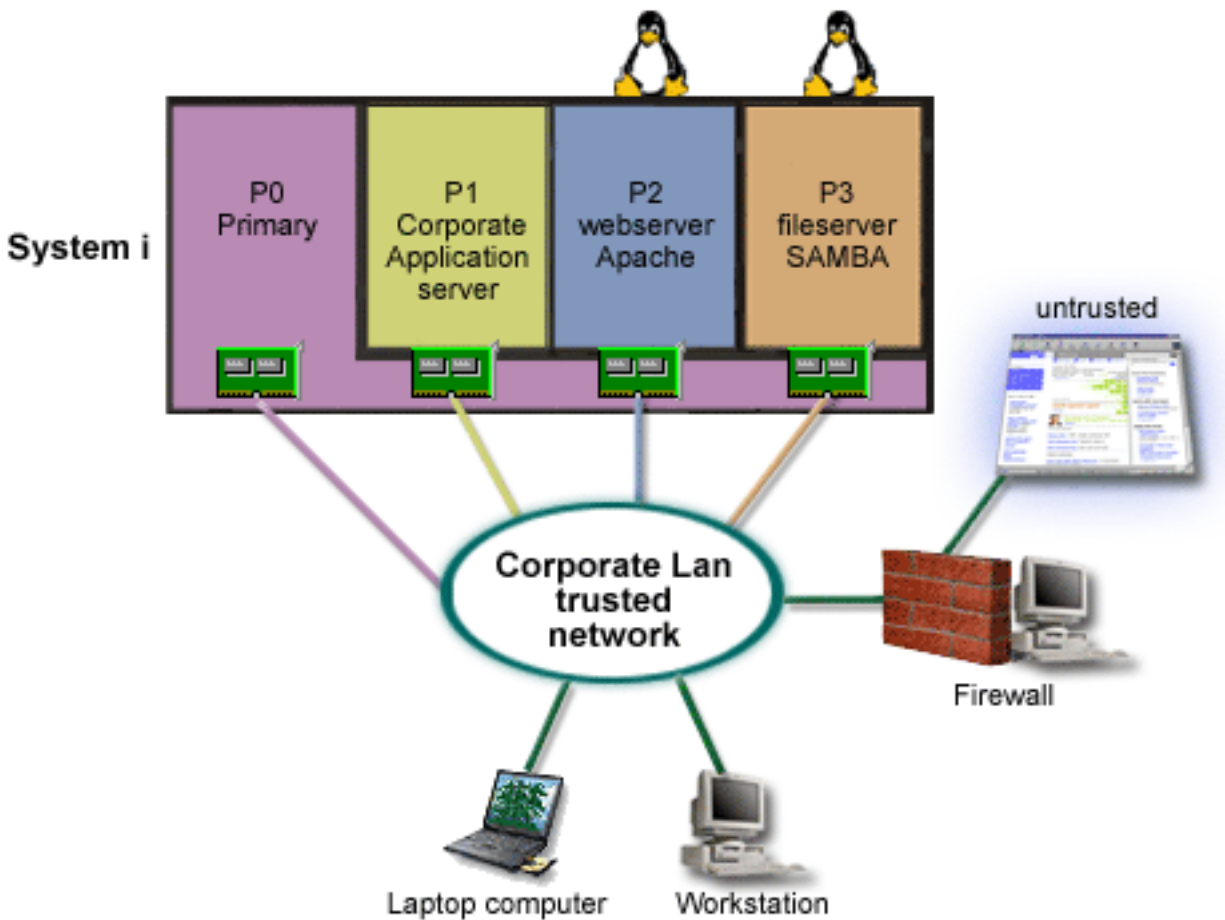 System i
P0
Primary
P1
Corporate
Application
server
P2
webserver
Apache
P3
fileserver
SAMBA
untrusted
Corporate Lan
trusted
network
Firewall
Laptop computer
Workstation